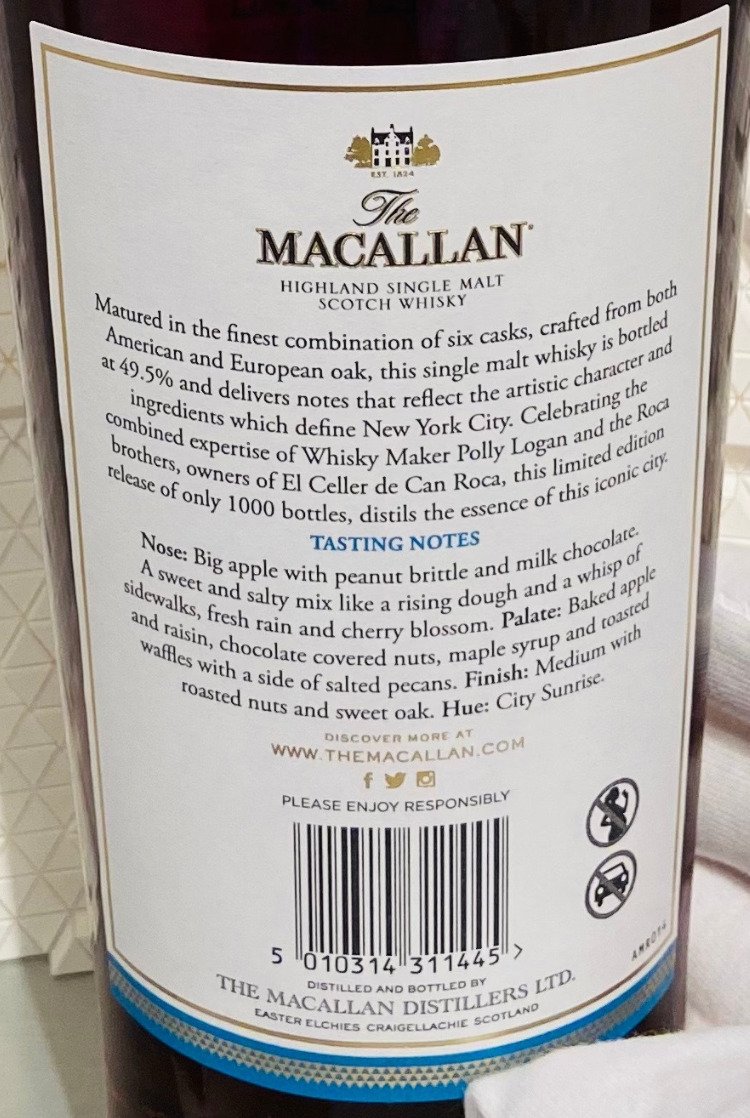 EST. 1824
The
MACALLAN
HIGHLAND SINGLE MALT
SCOTCH WHISKY
Matured in the finest combination of six casks, crafted from both
American and European oak, this single malt whisky is bottled
at 49.5% and delivers notes that reflect the artistic character and
ingredients which define New York City. Celebrating the
combined expertise of Whisky Maker Polly Logan and the Roca
brothers, owners of El Celler de Can Roca, this limited edition
release of only 1000 bottles, distils the essence of this iconic city.
TASTING NOTES
Nose: Big apple with peanut brittle and milk chocolate.
A sweet and salty mix like a rising dough and a whisp of
sidewalks, fresh rain and cherry blossom. Palate: Baked apple
and raisin, chocolate covered nuts, maple syrup and toasted
waffles with a side of salted pecans. Finish: Medium with
roasted nuts and sweet oak. Hue: City Sunrise.
DISCOVER MORE AT
WWW.THEMACALLAN.COM
PLEASE ENJOY RESPONSIBLY
5 010314 311445 >
AMR014
DISTILLED AND BOTTLED BY
THE MACALLAN DISTILLERS LTD.
EASTER ELCHIES CRAIGELLACHIE SCOTLAND